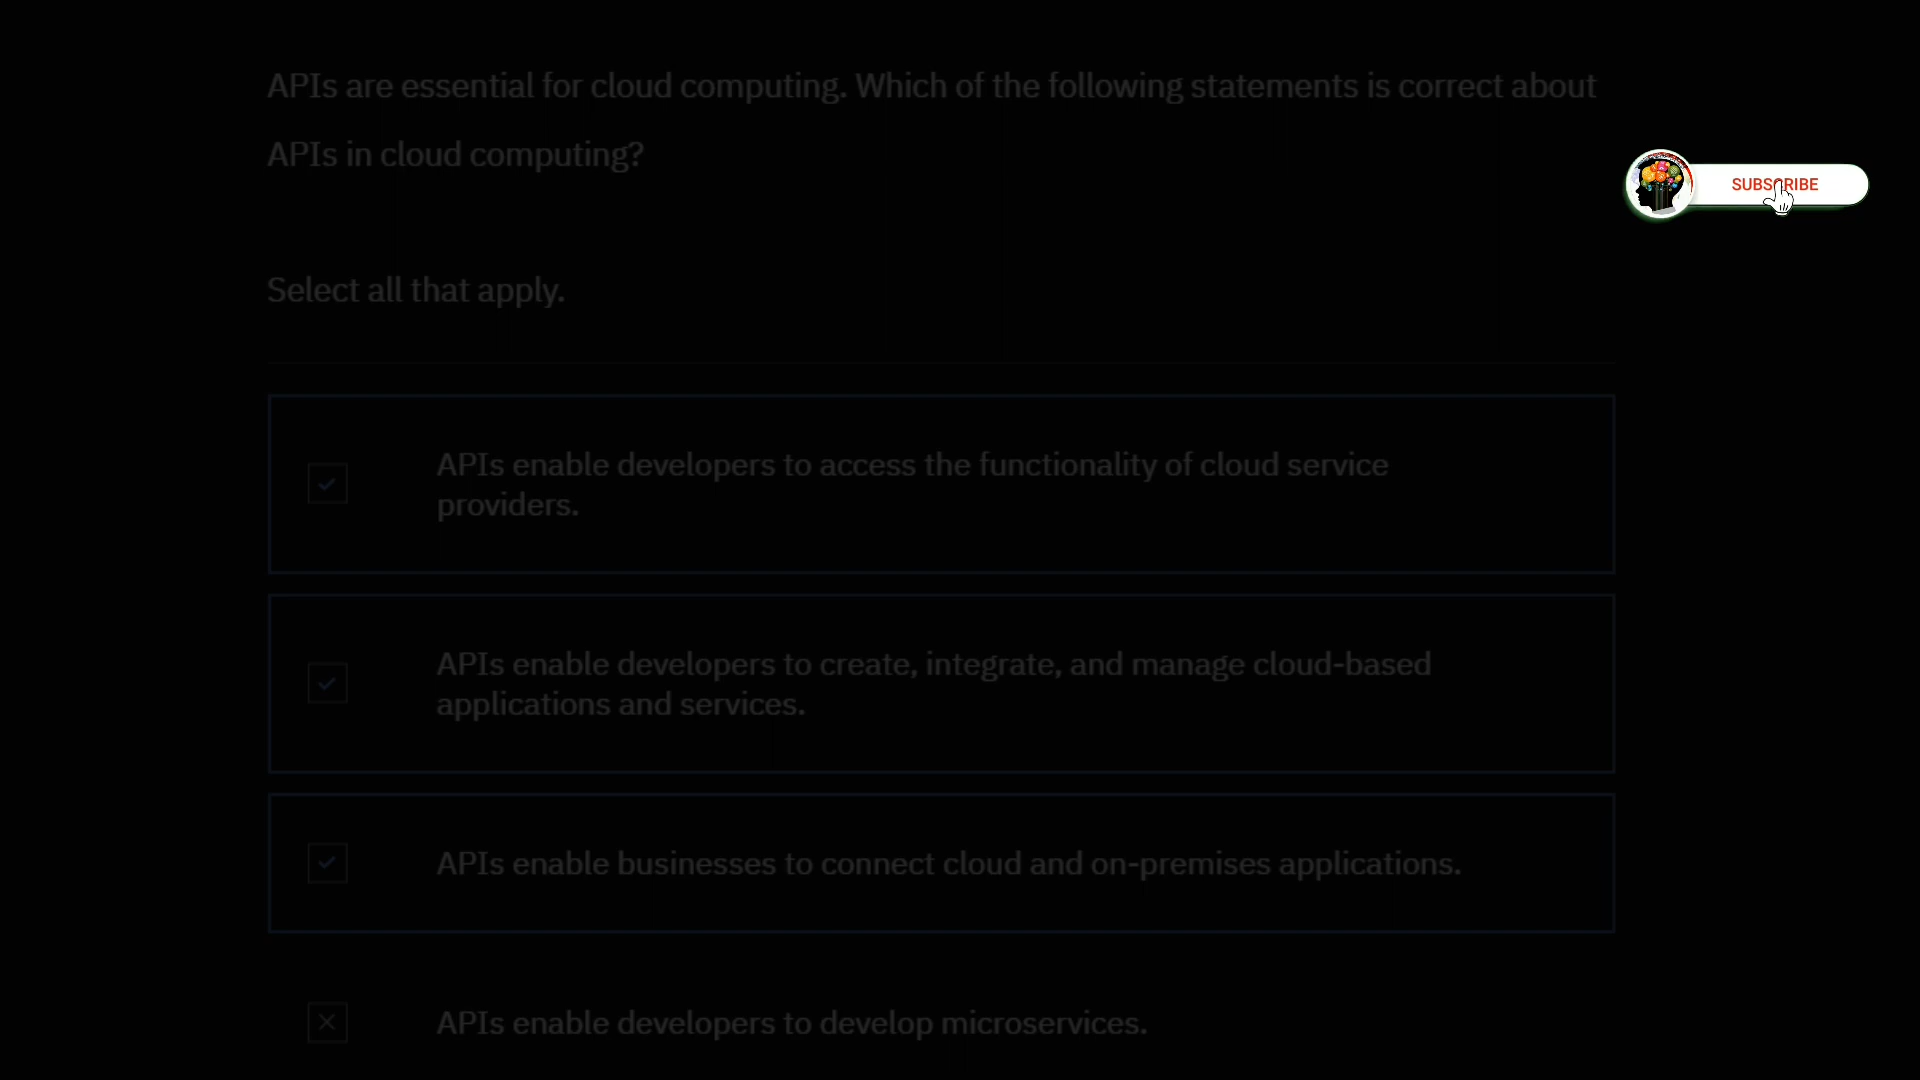 APIs are essential for cloud computing. Which of the following statements is correct about
APIs in cloud computing?
SUBSCRIBE
Select all that apply.
APIs enable developers to access the functionality of cloud service
providers.
APIs enable developers to create, integrate, and manage cloud-based
applications and services.
APIs enable businesses to connect cloud and on-premises applications.
APIs enable developers to develop microservices.